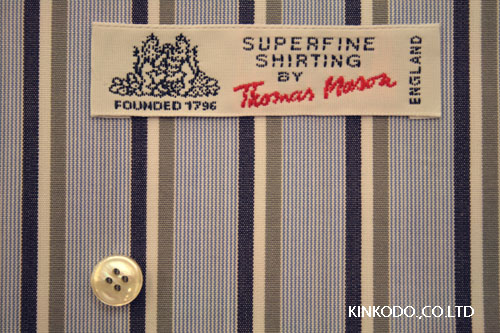 SUPERFINE
SHIRTING
BY
Thomas Mason
FOUNDED 1796
ENGLAND
KINKODO,CO.LTD